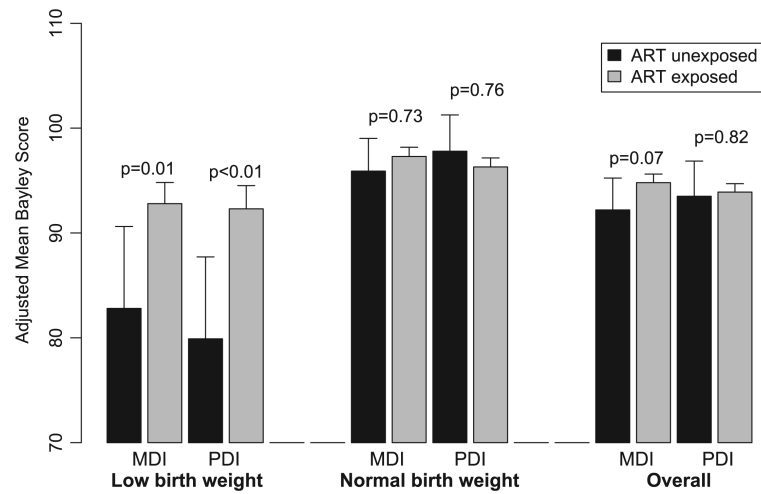 Adjusted Mean Bayley Score
110
100
90
80
70
ART unexposed
ART exposed
p=0.01
p<0.01
p=0.73
p=0.76
p=0.07
p=0.82
MDI PDI MDI PDI MDI PDI
Low birth weight Normal birth weight Overall